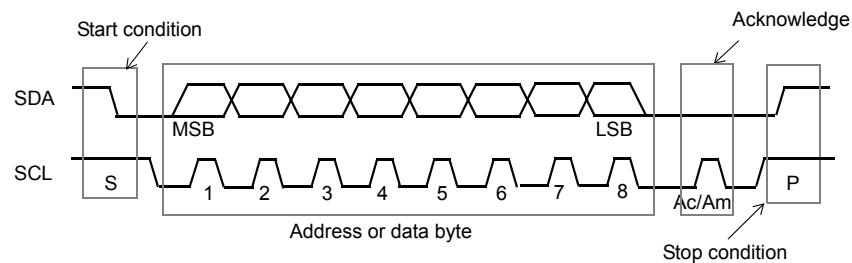 Start condition
Acknowledge
SDA
MSB
LSB
SCL
S
1 2 3 4 5 6 7 8
Ac/Am
P
Address or data byte
Stop condition